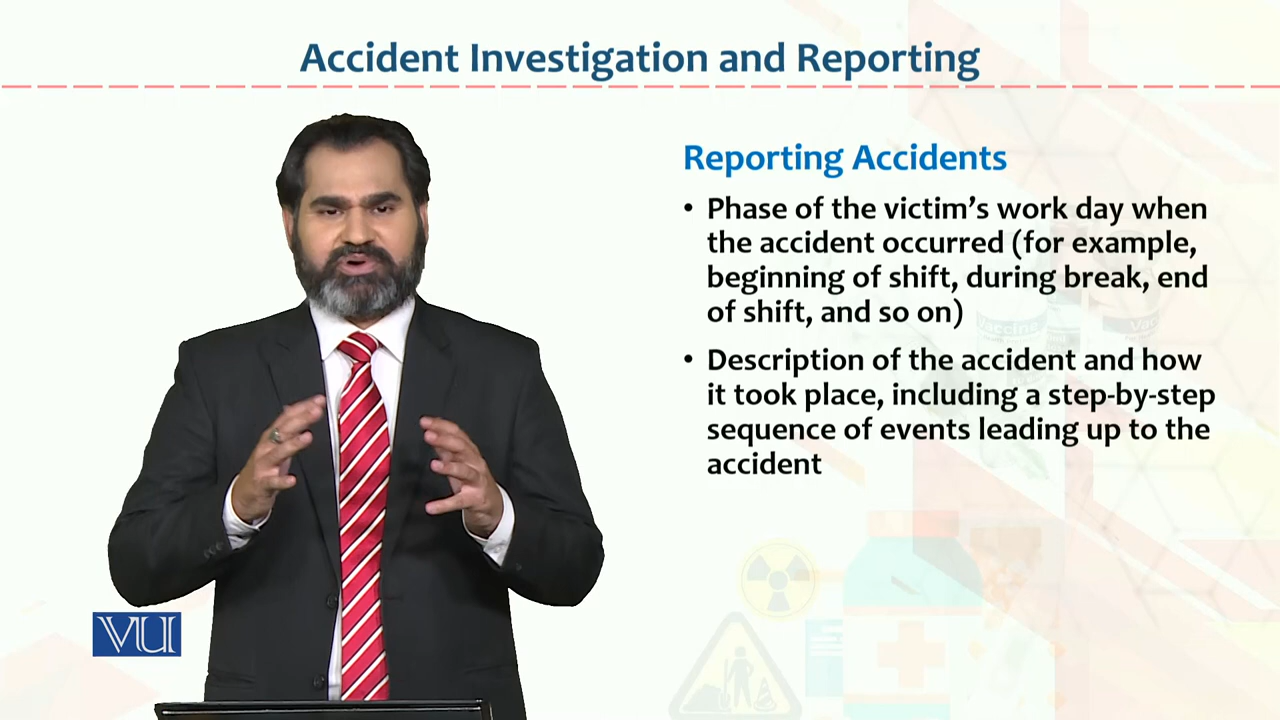 Accident Investigation and Reporting
Reporting Accidents
• Phase of the victim’s work day when
the accident occurred (for example,
beginning of shift, during break, end
of shift, and so on)
• Description of the accident and how
it took place, including a step-by-step
sequence of events leading up to the
accident
Vaccine
VU